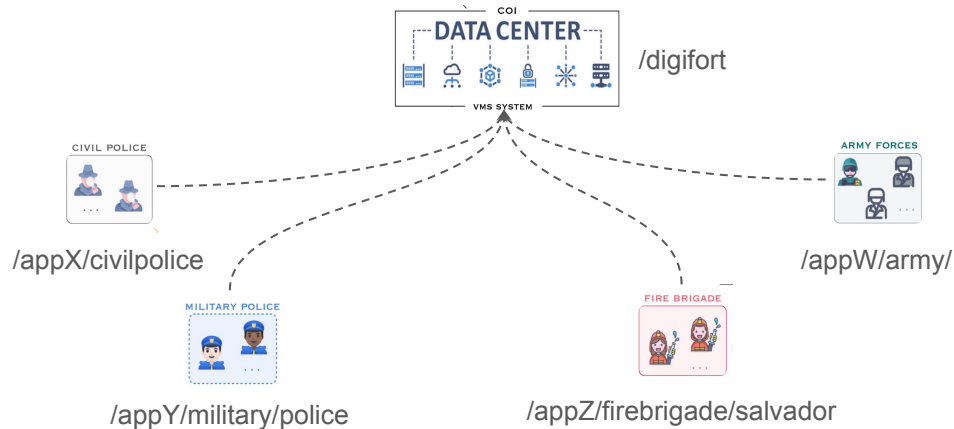 COI
DATA CENTER
/digifort
VMS SYSTEM
CIVIL POLICE
...
/appX/civilpolice
ARMY FORCES
...
/appW/army/
MILITARY POLICE
...
/appY/military/police
FIRE BRIGADE
...
/appZ/firebrigade/salvador